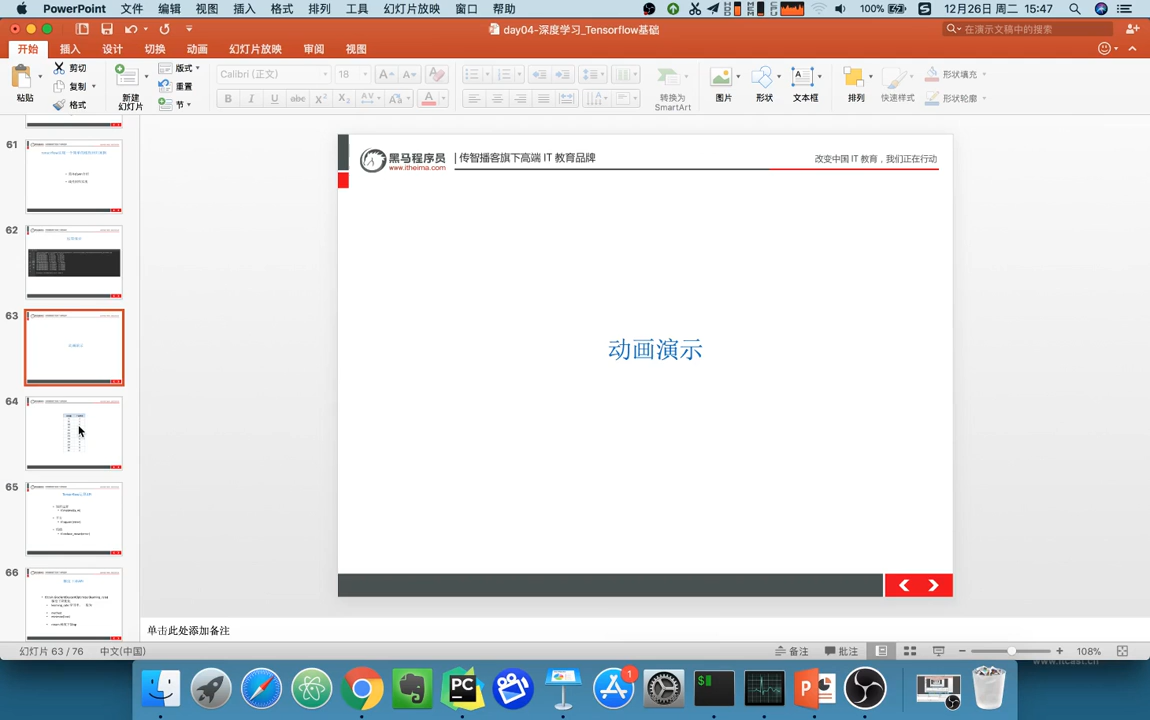 PowerPoint 文件 编辑 视图 插入 格式 排列 工具 幻灯片放映 窗口 帮助 100% 12月26日 周二 15:47
day04-深度学习_Tensorflow基础
在演示文稿中的搜索
开始 插入 设计 切换 动画 幻灯片放映 审阅 视图
粘贴 剪切 复制 格式
新建幻灯片 版式 重置 节
Calibri (正文) 18
转换为 SmartArt
图片 形状 文本框 排列 快速样式 形状填充 形状轮廓
61
62
63
64
65
66
黑马程序员 | 传智播客旗下高端 IT 教育品牌
www.itheima.com
改变中国 IT 教育，我们正在行动
动画演示
单击此处添加备注
幻灯片 63 / 76 中文(中国) 备注 批注 108%
www.itcast.cn